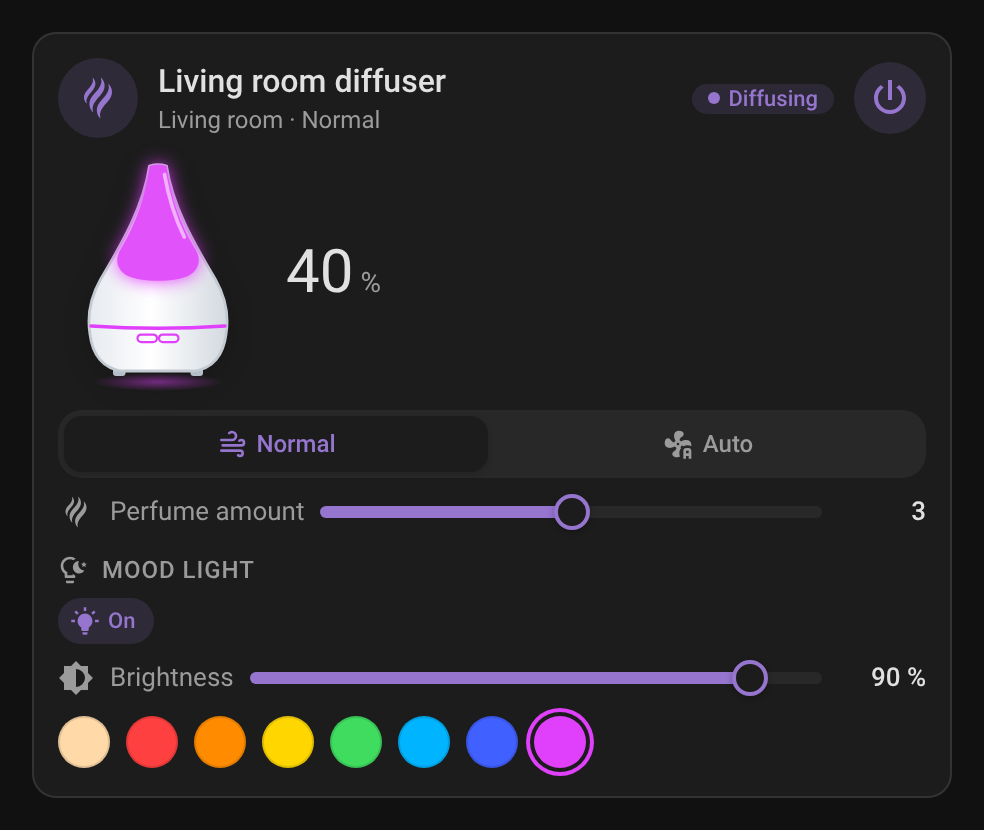 Living room diffuser
Living room · Normal
Diffusing
40 %
Normal
Auto
Perfume amount
3
MOOD LIGHT
On
Brightness
90 %